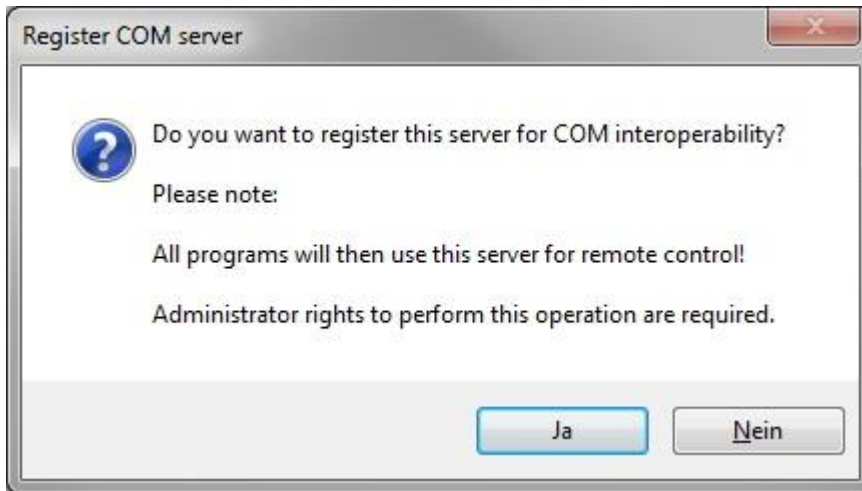 Register COM server
Do you want to register this server for COM interoperability?
Please note:
All programs will then use this server for remote control!
Administrator rights to perform this operation are required.
Ja
Nein